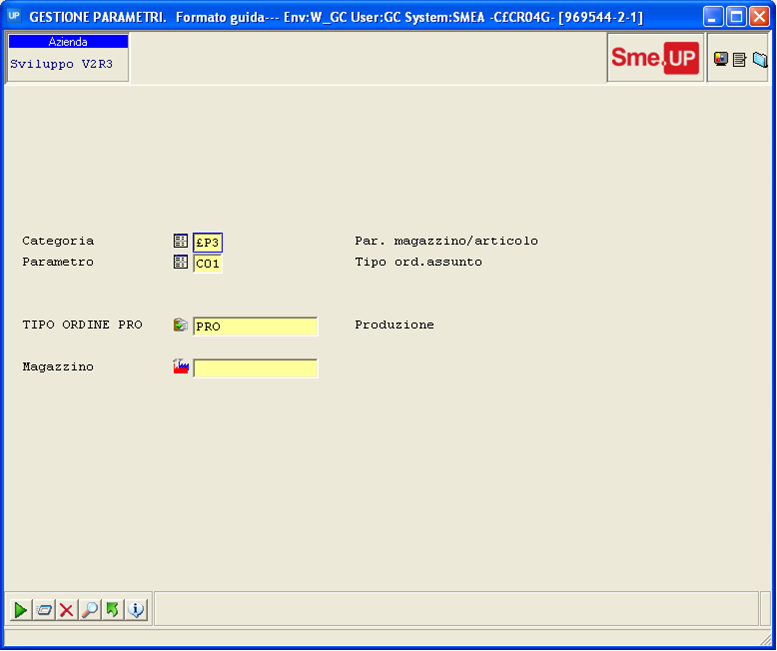 UP GESTIONE PARAMETRI. Formato guida--- Env:W_GC User:GC System:SMEA -C£CR04G- [969544-2-1]
Azienda
Sviluppo V2R3
Sme.UP
Categoria £P3 Par. magazzino/articolo
Parametro C01 Tipo ord.assunto
TIPO ORDINE PRO PRO Produzione
Magazzino